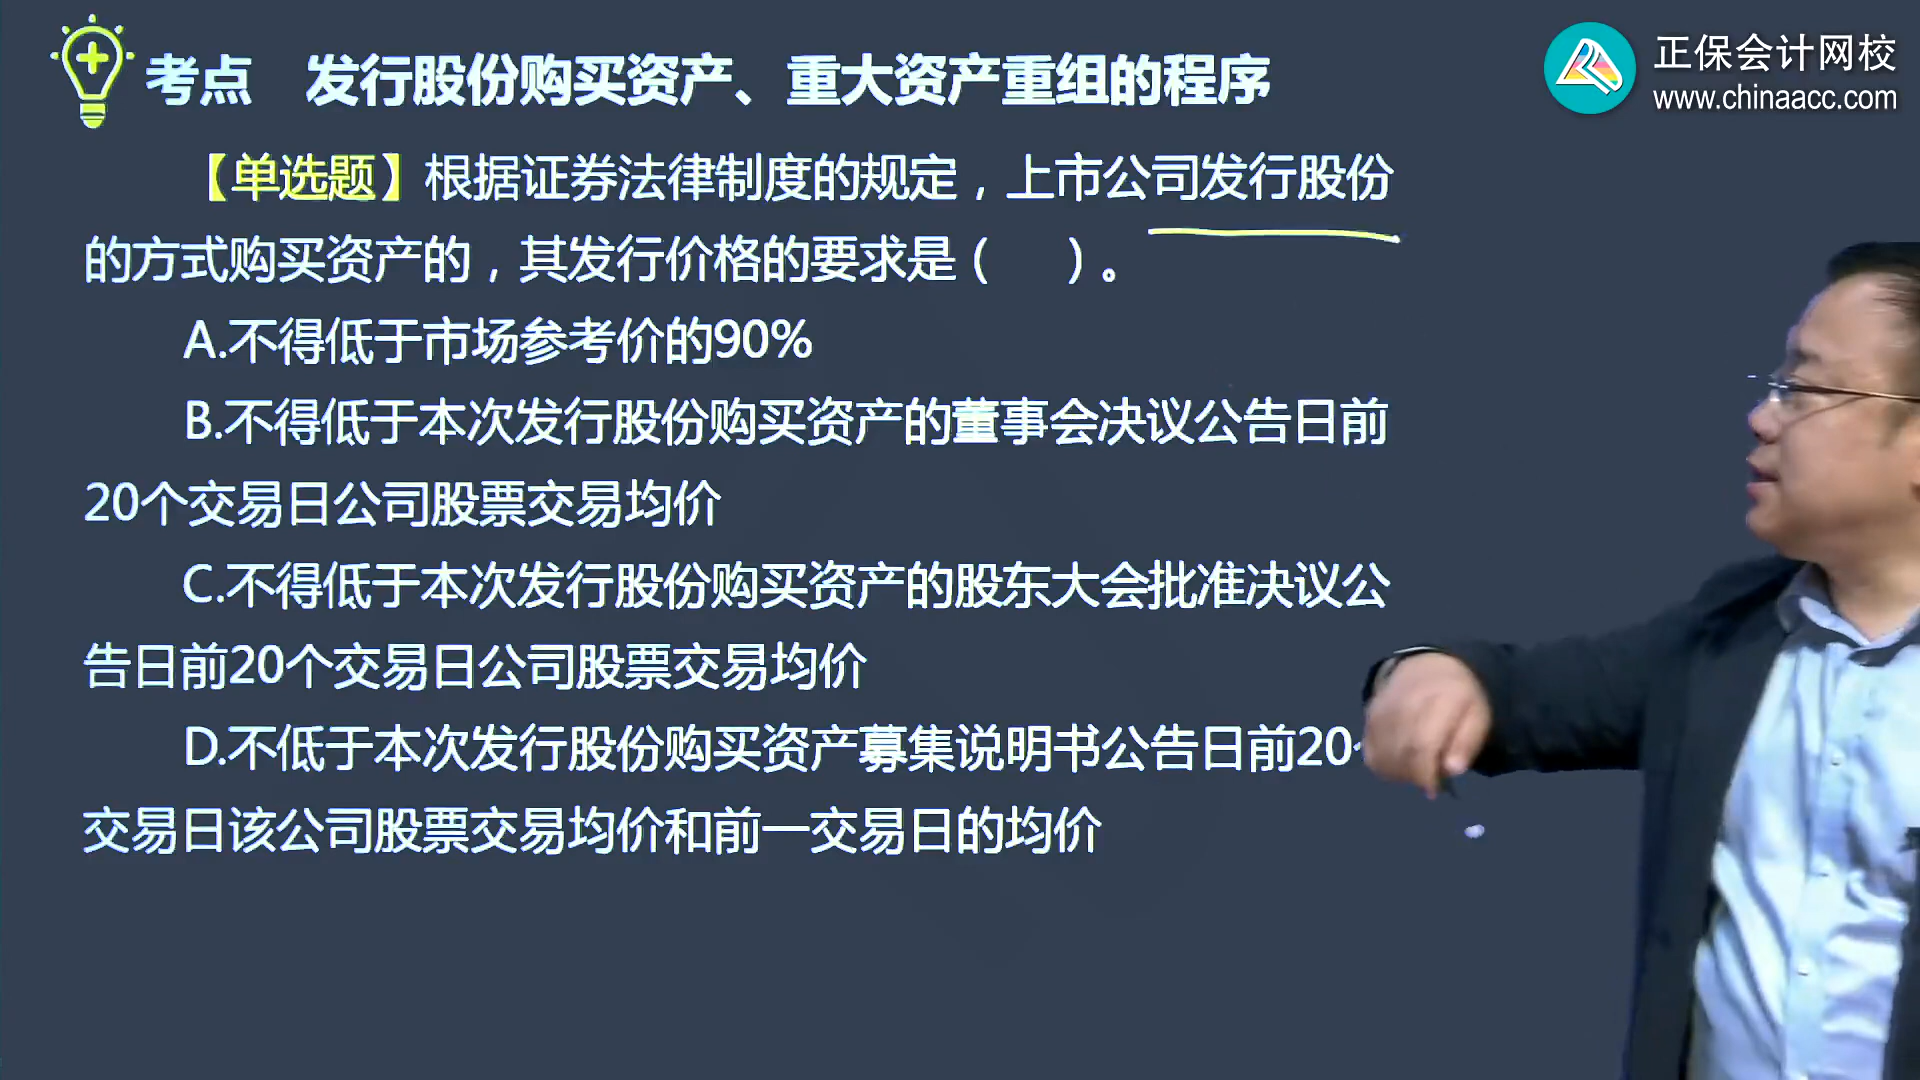 考点 发行股份购买资产、重大资产重组的程序
正保会计网校
www.chinaacc.com
【单选题】根据证券法律制度的规定，上市公司发行股份
的方式购买资产的，其发行价格的要求是（ ）。
A.不得低于市场参考价的90%
B.不得低于本次发行股份购买资产的董事会决议公告日前
20个交易日公司股票交易均价
C.不得低于本次发行股份购买资产的股东大会批准决议公
告日前20个交易日公司股票交易均价
D.不低于本次发行股份购买资产募集说明书公告日前20
交易日该公司股票交易均价和前一交易日的均价